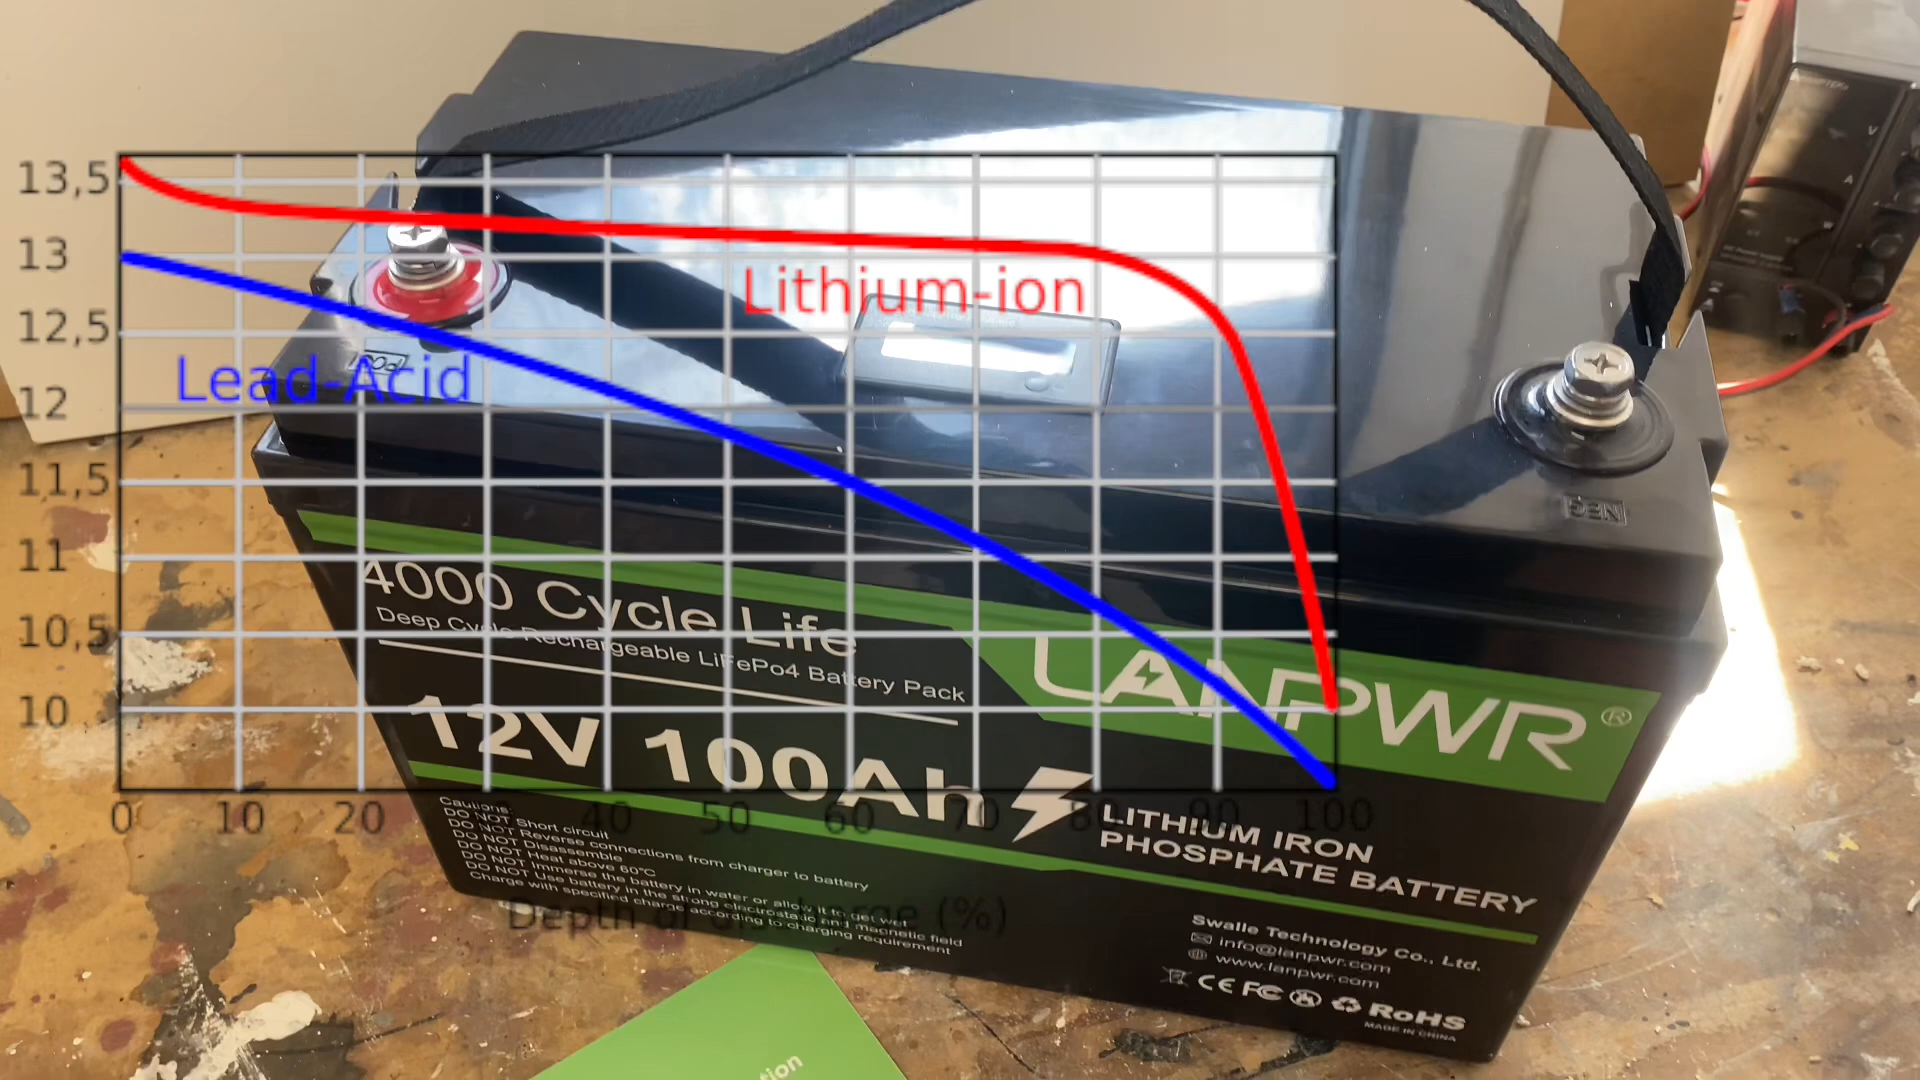 13,5
13
12,5
12
11,5
11
10,5
10
Lithium-ion
Lead-Acid
0 10 20 40 50 60 70 80 90 100
Depth of discharge (%)
4000 Cycle Life
Deep Cycle Rechargeable LiFePo4 Battery Pack
LANPWR®
12V 100Ah
LITHIUM IRON
PHOSPHATE BATTERY
Cautions
DO NOT Short circuit
DO NOT Reverse connections from charger to battery
DO NOT Disassemble
DO NOT Heat above 60°C
DO NOT Immerse the battery in water or allow it to get wet
DO NOT Use battery in the strong electrostatic and magnetic field
Charge with specified charge according to charging requirement
Swalle Technology Co., Ltd.
info@lanpwr.com
www.lanpwr.com
CE FC RoHS
MADE IN CHINA
NEG
tion